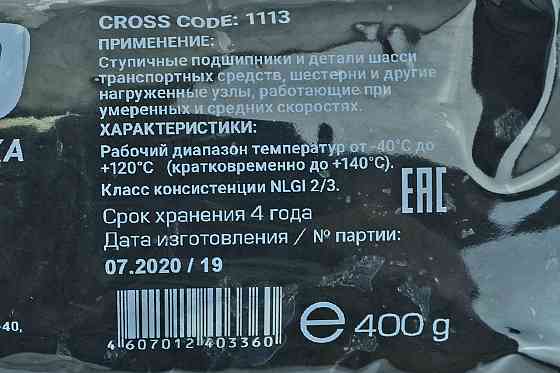 CROSS CODE: 1113
ПРИМЕНЕНИЕ:
Ступичные подшипники и детали шасси
транспортных средств, шестерни и другие
нагруженные узлы, работающие при
умеренных и средних скоростях.
КА
ХАРАКТЕРИСТИКИ:
Рабочий диапазон температур от -40°С до
+120°С (кратковременно до +140°С).
Класс консистенции NLGI 2/3.
EAC
Срок хранения 4 года
Дата изготовления / № партии:
07.2020 / 19
-40,
4 607012 403360
e 400 g